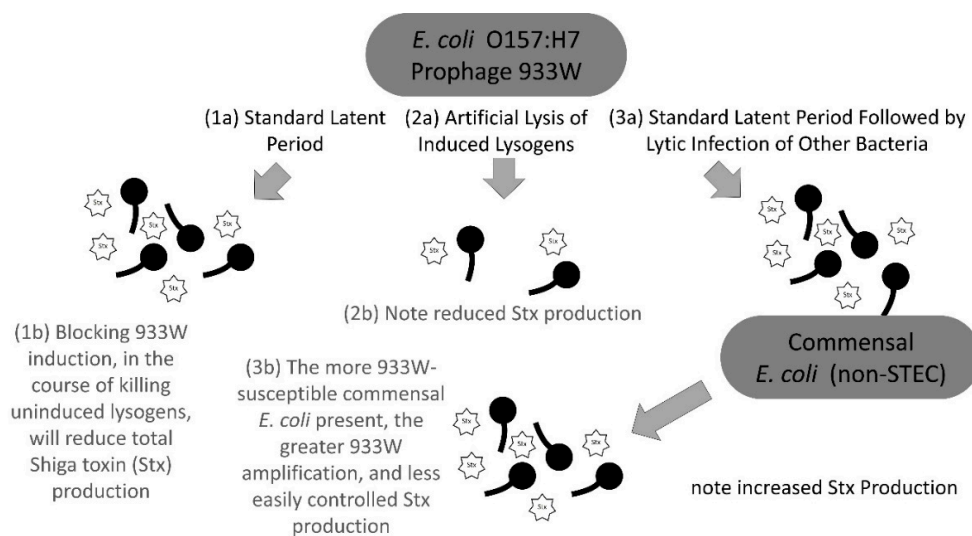 E. coli O157:H7
Prophage 933W
(1a) Standard Latent
Period
(2a) Artificial Lysis of
Induced Lysogens
(3a) Standard Latent Period Followed by
Lytic Infection of Other Bacteria
Stx
Stx
Stx
Stx
Stx
Stx
Stx
Stx
Stx
Stx
Stx
Stx
(1b) Blocking 933W
induction, in the
course of killing
uninduced lysogens,
will reduce total
Shiga toxin (Stx)
production
(2b) Note reduced Stx production
Commensal
E. coli (non-STEC)
(3b) The more 933W-
susceptible commensal
E. coli present, the
greater 933W
amplification, and less
easily controlled Stx
production
Stx
Stx
Stx
Stx
Stx
note increased Stx Production